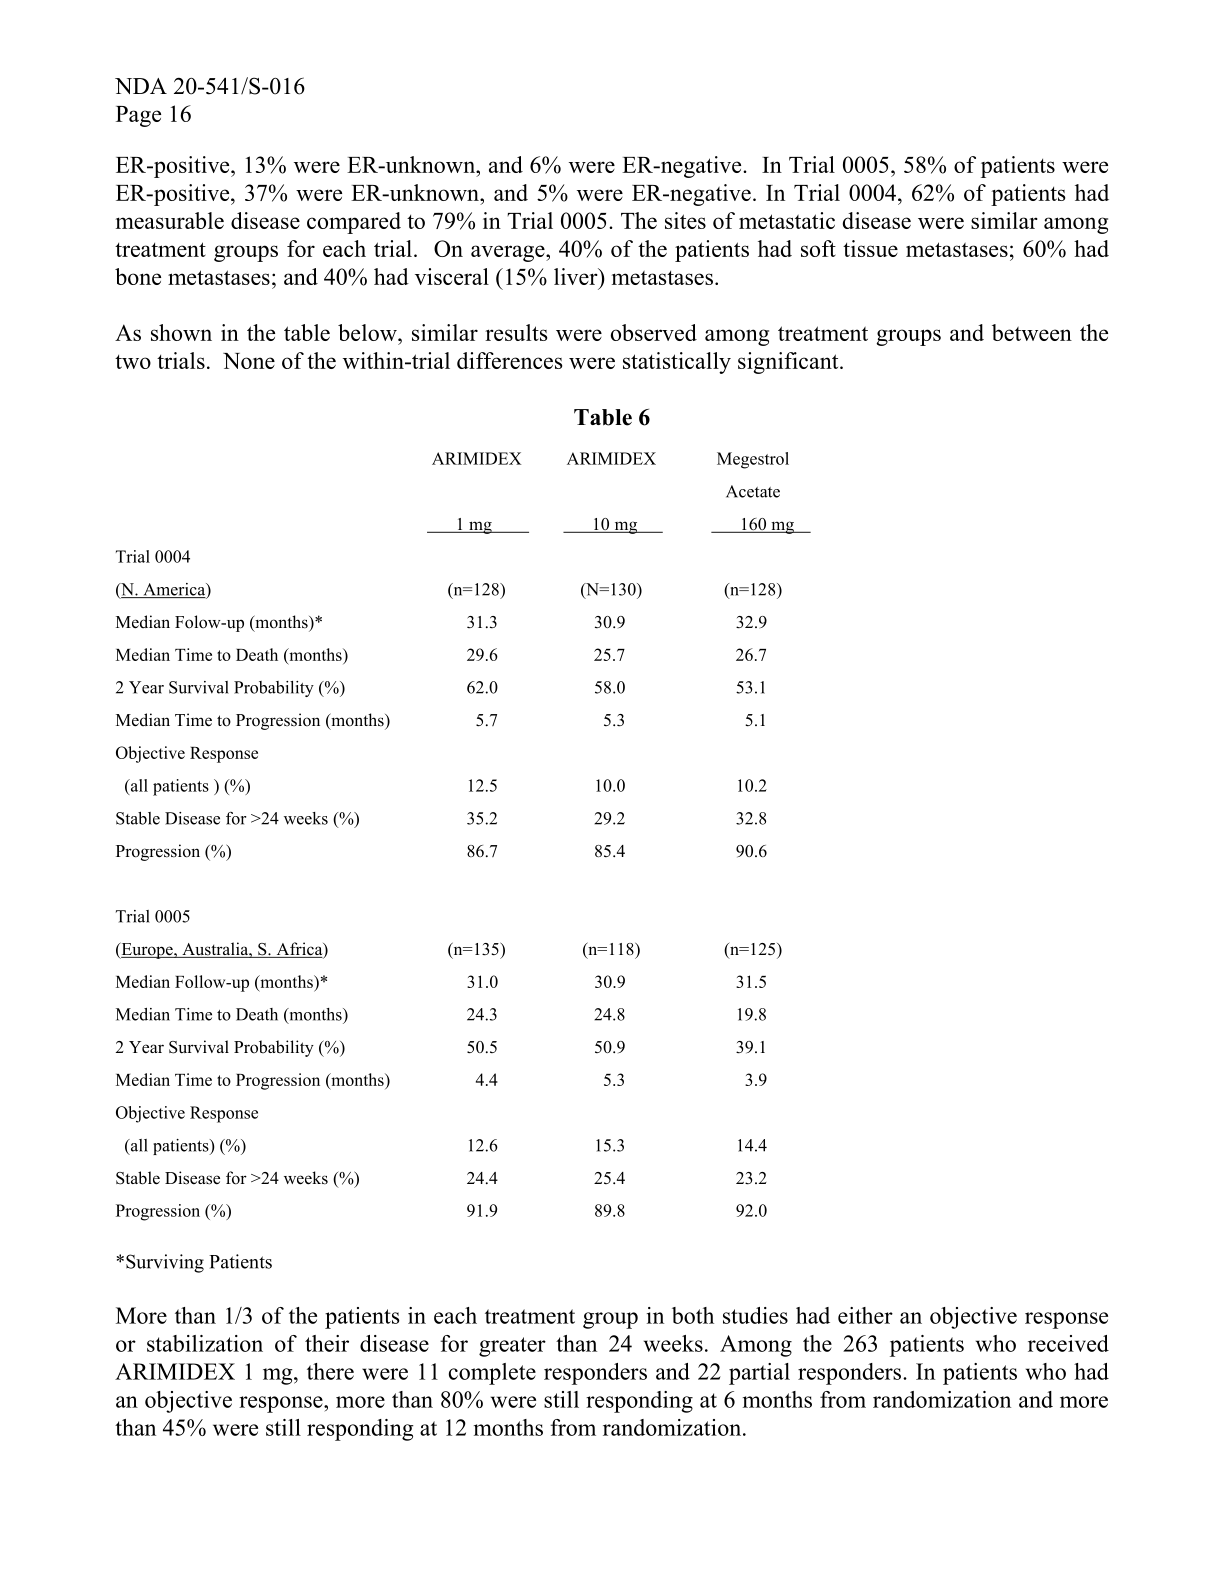 NDA 20-541/S-016
Page 16
ER-positive, 13% were ER-unknown, and 6% were ER-negative.  In Trial 0005, 58% of patients were
ER-positive, 37% were ER-unknown, and 5% were ER-negative. In Trial 0004, 62% of patients had
measurable disease compared to 79% in Trial 0005. The sites of metastatic disease were similar among
treatment groups for each trial.  On average, 40% of the patients had soft tissue metastases; 60% had
bone metastases; and 40% had visceral (15% liver) metastases.
As shown in the table below, similar results were observed among treatment groups and between the
two trials.  None of the within-trial differences were statistically significant.
Table 6
ARIMIDEX ARIMIDEX Megestrol
Acetate
1 mg 10 mg 160 mg
Trial 0004
(N. America) (n=128) (N=130) (n=128)
Median Folow-up (months)* 31.3 30.9 32.9
Median Time to Death (months) 29.6 25.7 26.7
2 Year Survival Probability (%) 62.0 58.0 53.1
Median Time to Progression (months) 5.7 5.3 5.1
Objective Response
(all patients ) (%) 12.5 10.0 10.2
Stable Disease for >24 weeks (%) 35.2 29.2 32.8
Progression (%) 86.7 85.4 90.6
Trial 0005
(Europe, Australia, S. Africa) (n=135) (n=118) (n=125)
Median Follow-up (months)* 31.0 30.9 31.5
Median Time to Death (months) 24.3 24.8 19.8
2 Year Survival Probability (%) 50.5 50.9 39.1
Median Time to Progression (months) 4.4 5.3 3.9
Objective Response
(all patients) (%) 12.6 15.3 14.4
Stable Disease for >24 weeks (%) 24.4 25.4 23.2
Progression (%) 91.9 89.8 92.0
*Surviving Patients
More than 1/3 of the patients in each treatment group in both studies had either an objective response
or stabilization of their disease for greater than 24 weeks. Among the 263 patients who received
ARIMIDEX 1 mg, there were 11 complete responders and 22 partial responders. In patients who had
an objective response, more than 80% were still responding at 6 months from randomization and more
than 45% were still responding at 12 months from randomization.